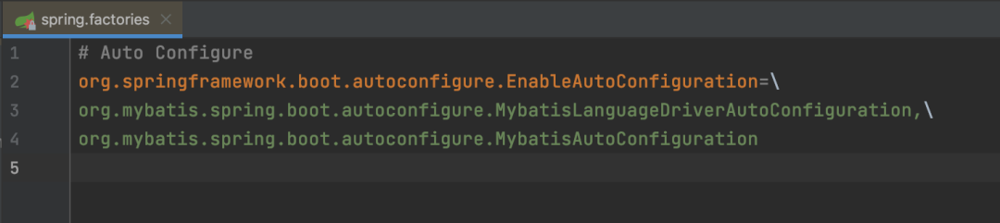 spring.factories
1 # Auto Configure
2 org.springframework.boot.autoconfigure.EnableAutoConfiguration=\
3 org.mybatis.spring.boot.autoconfigure.MybatisLanguageDriverAutoConfiguration,\
4 org.mybatis.spring.boot.autoconfigure.MybatisAutoConfiguration
5